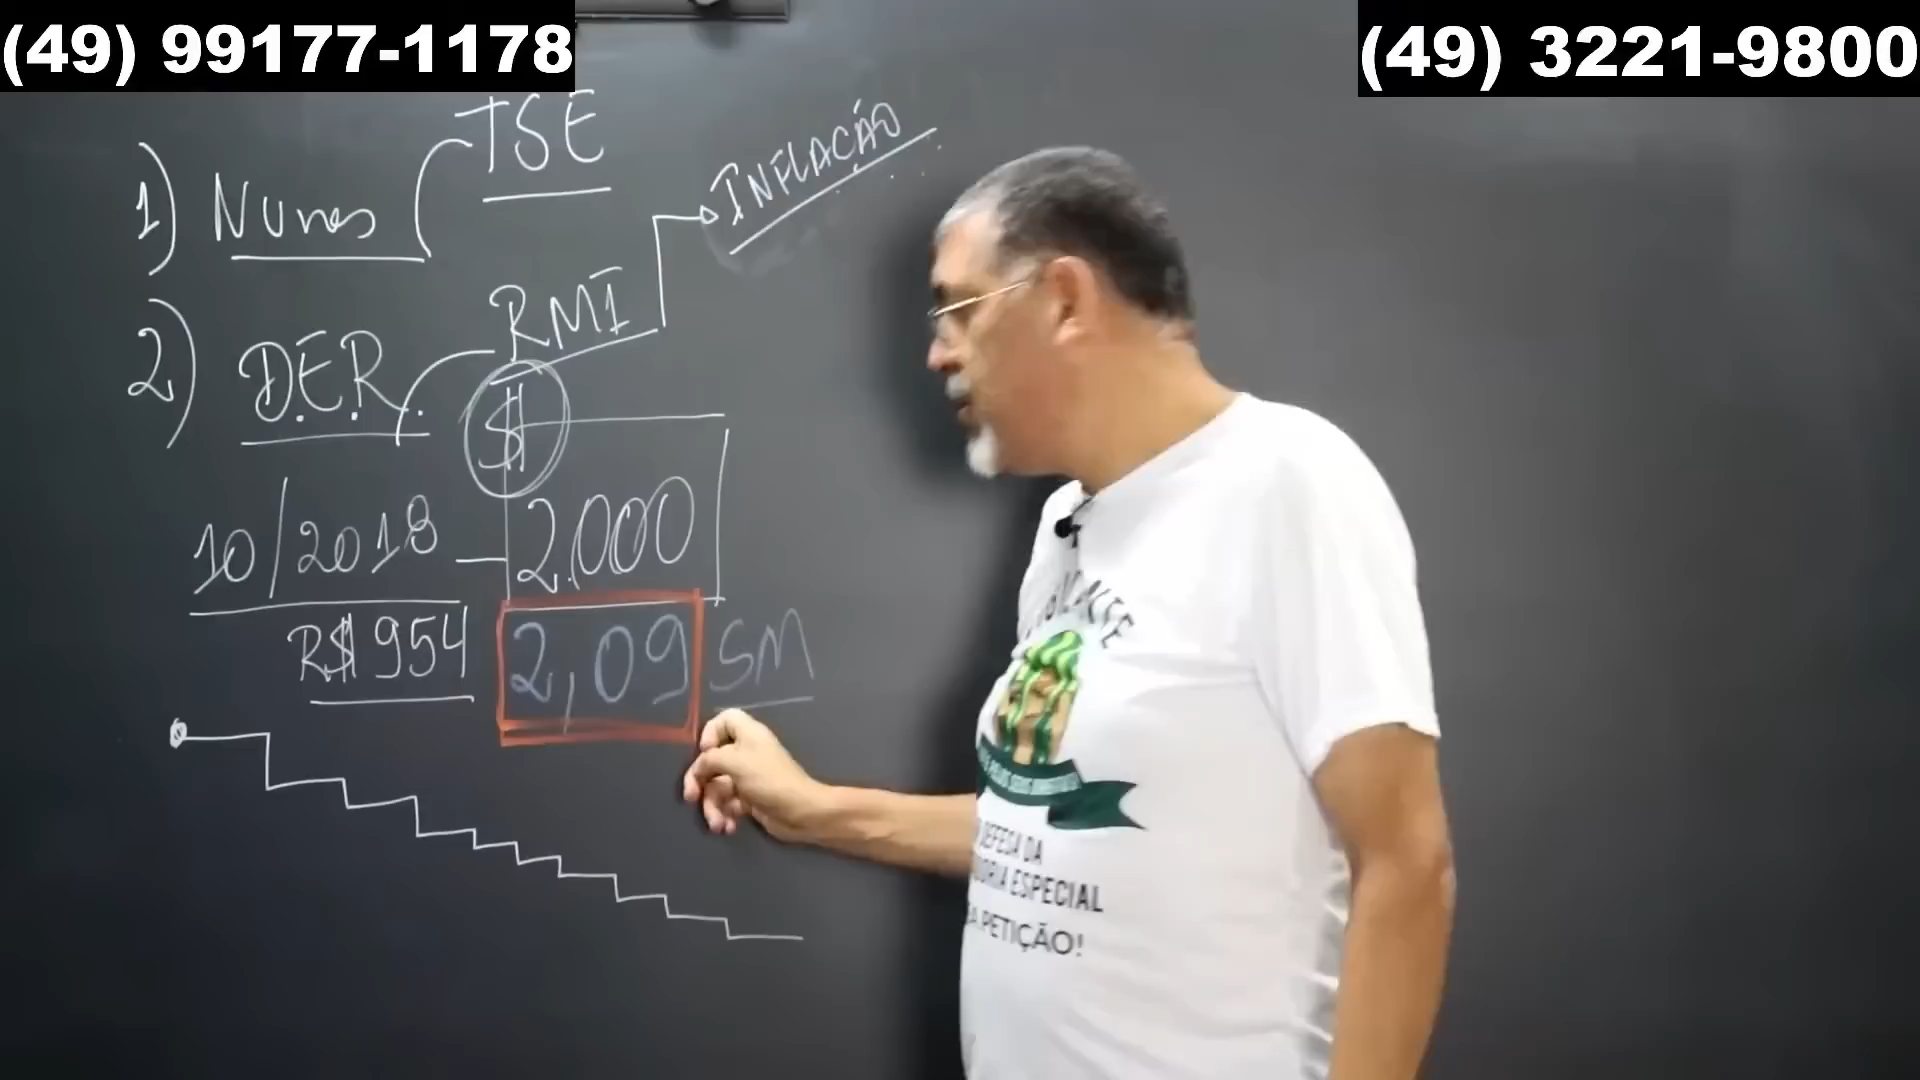 (49) 99177-1178
(49) 3221-9800
TSE
INFLAÇÃO
1) Nunes
RMI
2) D.E.R.
$
10/2018
2.000
R$ 954
2,09 SM
DEFESA DA
ESPECIAL
PETIÇÃO!